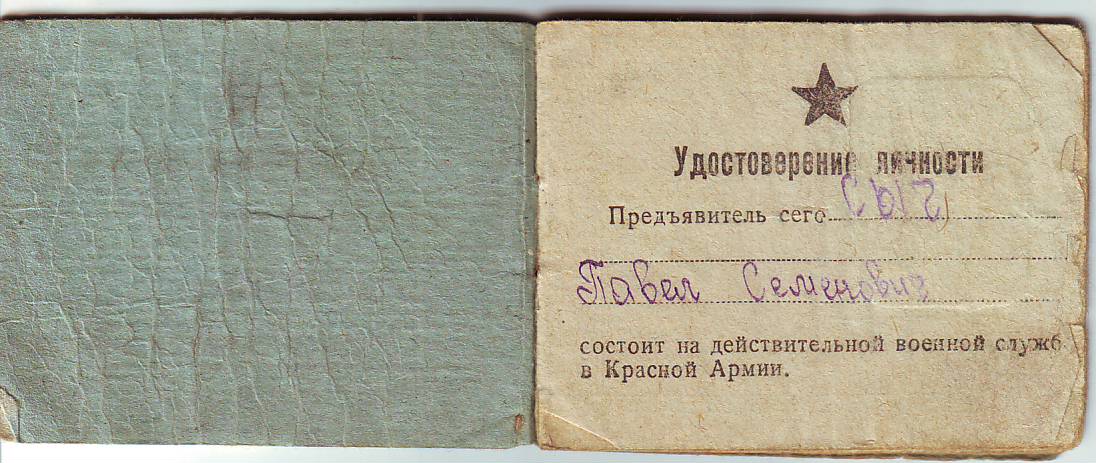 Удостоверение личности
Предъявитель сего Сыч
Павел Семенович
состоит на действительной военной служб
в Красной Армии.